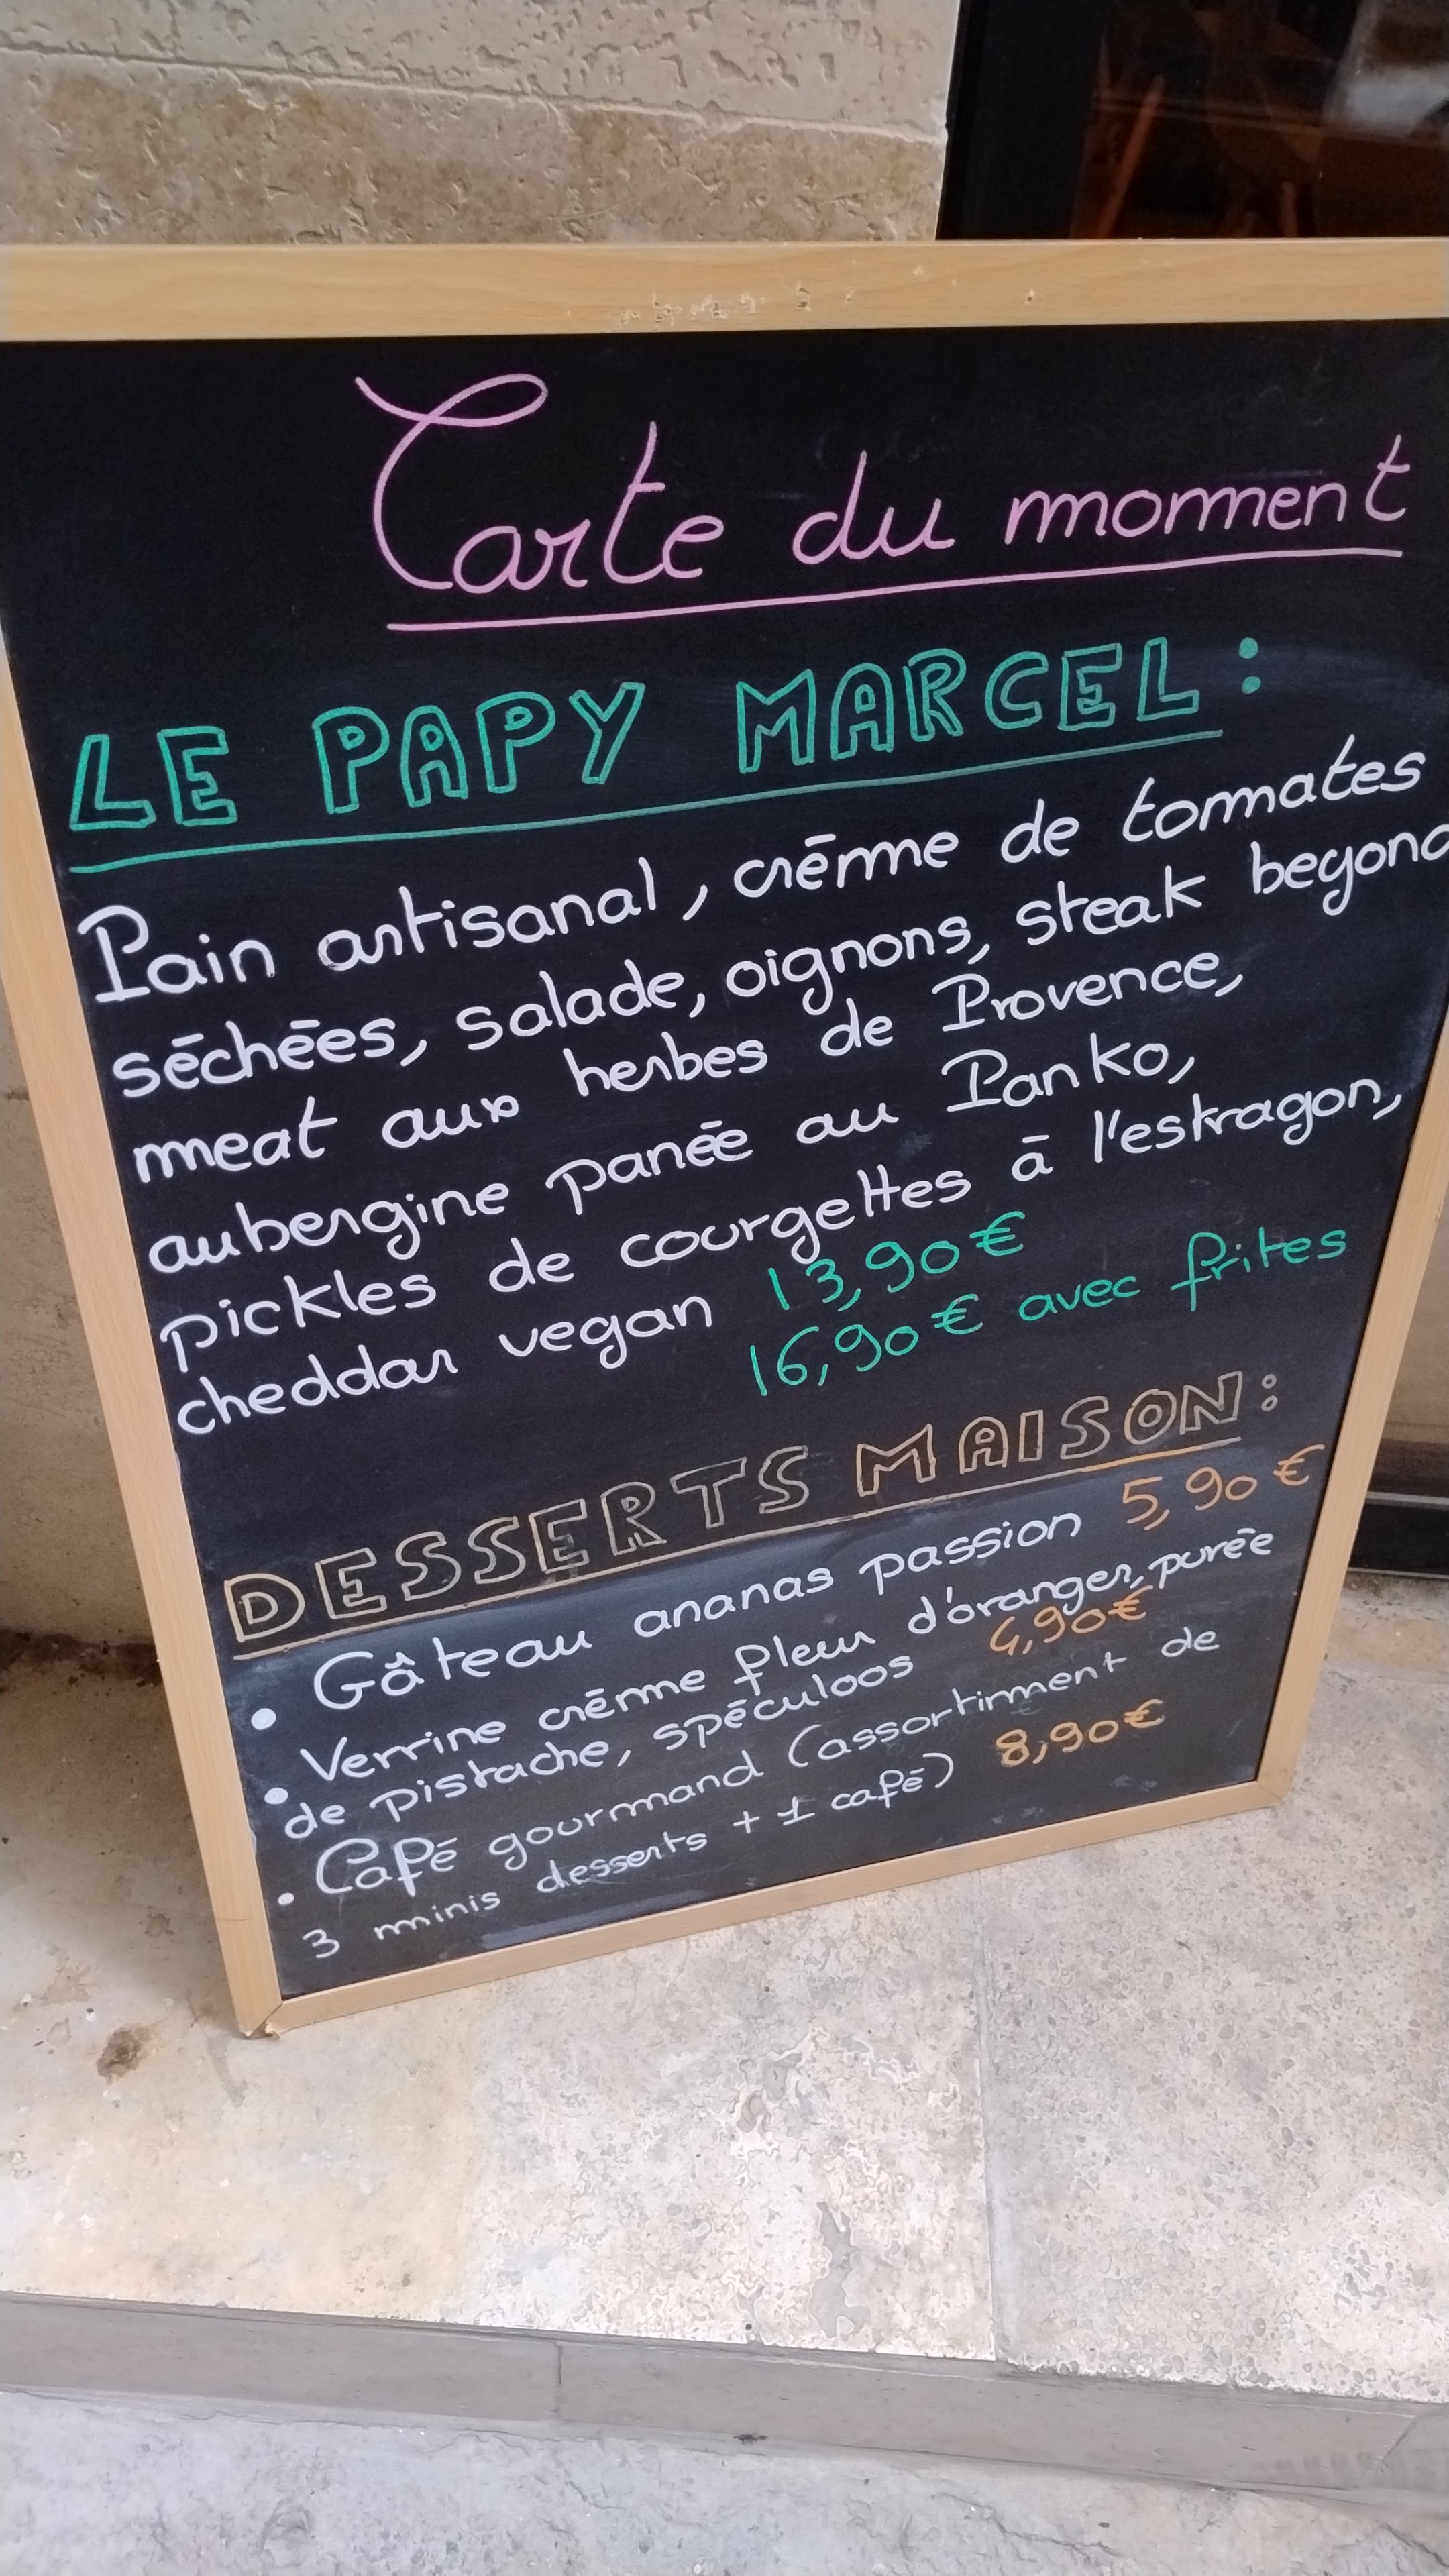 Carte du moment
LE PAPY MARCEL :
Pain artisanal, crème de tomates
séchées, salade, oignons, steak beyond
meat aux herbes de Provence,
aubergine panée au Panko,
pickles de courgettes à l'estragon,
cheddar vegan 13,90 €
16,90 € avec frites
DESSERTS MAISON :
• Gâteau ananas passion 5,90 €
• Verrine crème fleur d'oranger, purée
de pistache, spéculoos 4,90 €
• Café gourmand (assortiment de
3 minis desserts + 1 café) 8,90 €